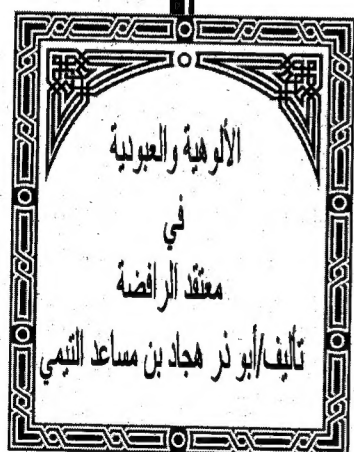 الألوهية والعبودية
في
معتقد الرافضة
تأليف/أبو ذر هجاد بن مساعد التيمي